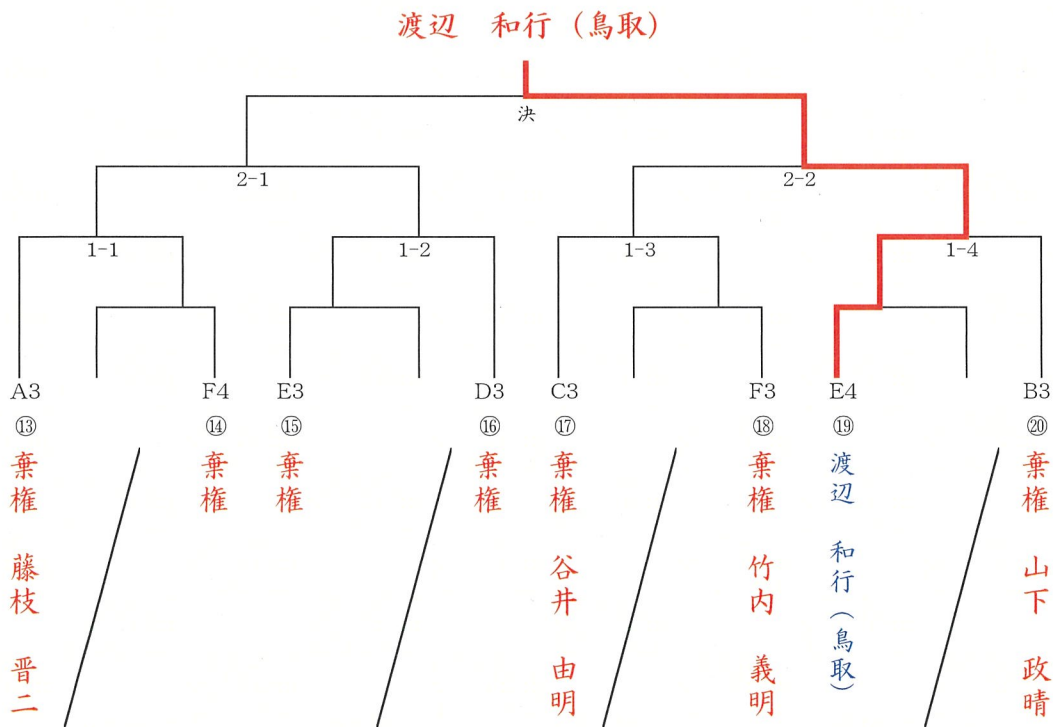 渡辺 和行（鳥取）
決
2-1
2-2
1-1
1-2
1-3
1-4
A3
F4
E3
D3
C3
F3
E4
B3
⑬
⑭
⑮
⑯
⑰
⑱
⑲
⑳
棄権 藤枝 晋二
棄権
棄権
棄権
棄権 谷井 由明
棄権 竹内 義明
渡辺 和行（鳥取）
棄権 山下 政晴